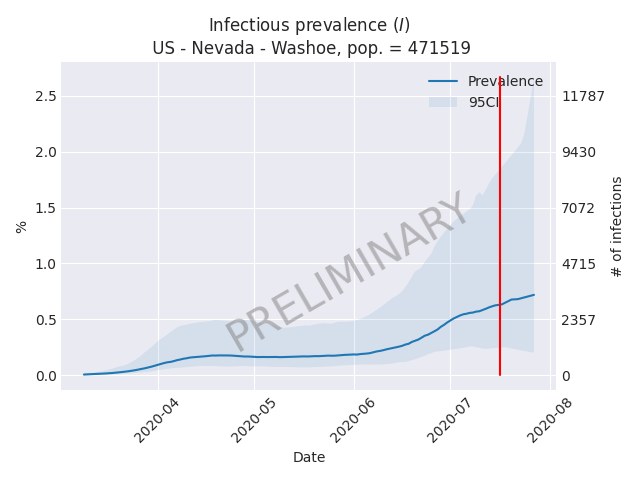 Infectious prevalence (I)
US - Nevada - Washoe, pop. = 471519
Prevalence
95CI
2.5
2.0
1.5
1.0
0.5
0.0
%
11787
9430
7072
4715
2357
0
# of infections
PRELIMINARY
2020-04
2020-05
2020-06
2020-07
2020-08
Date